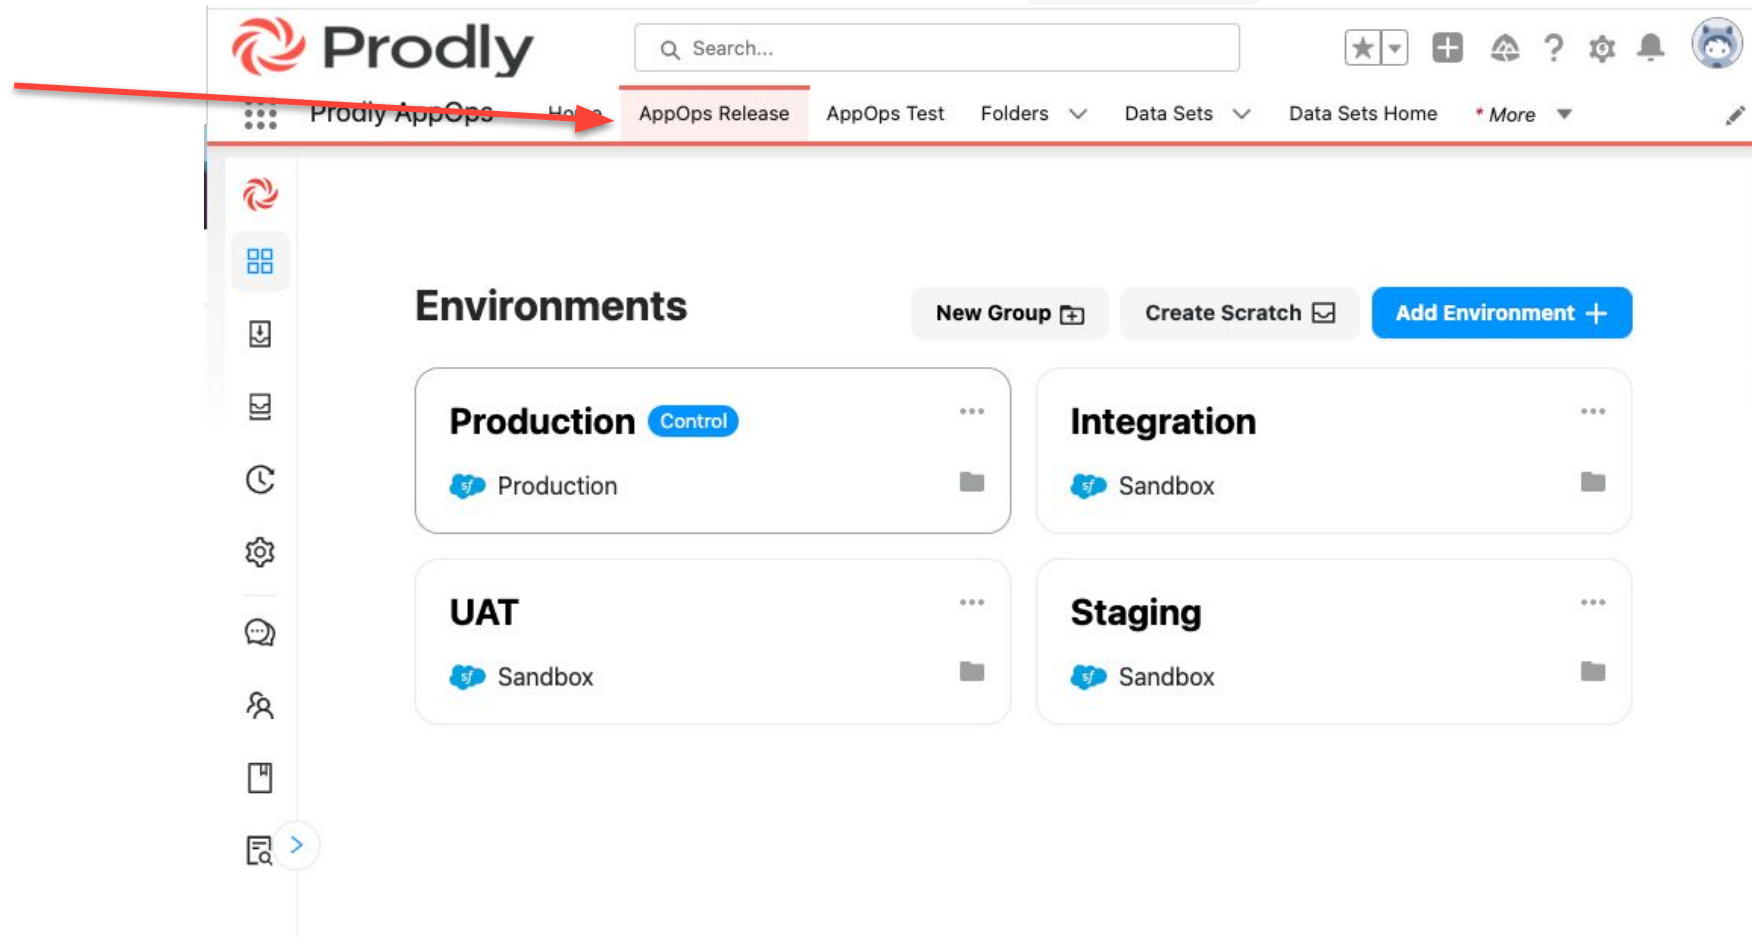 Prodly
Search...
Prodly AppOps Home AppOps Release AppOps Test Folders Data Sets Data Sets Home * More
Environments
New Group Create Scratch Add Environment
Production Control
Production
Integration
Sandbox
UAT
Sandbox
Staging
Sandbox